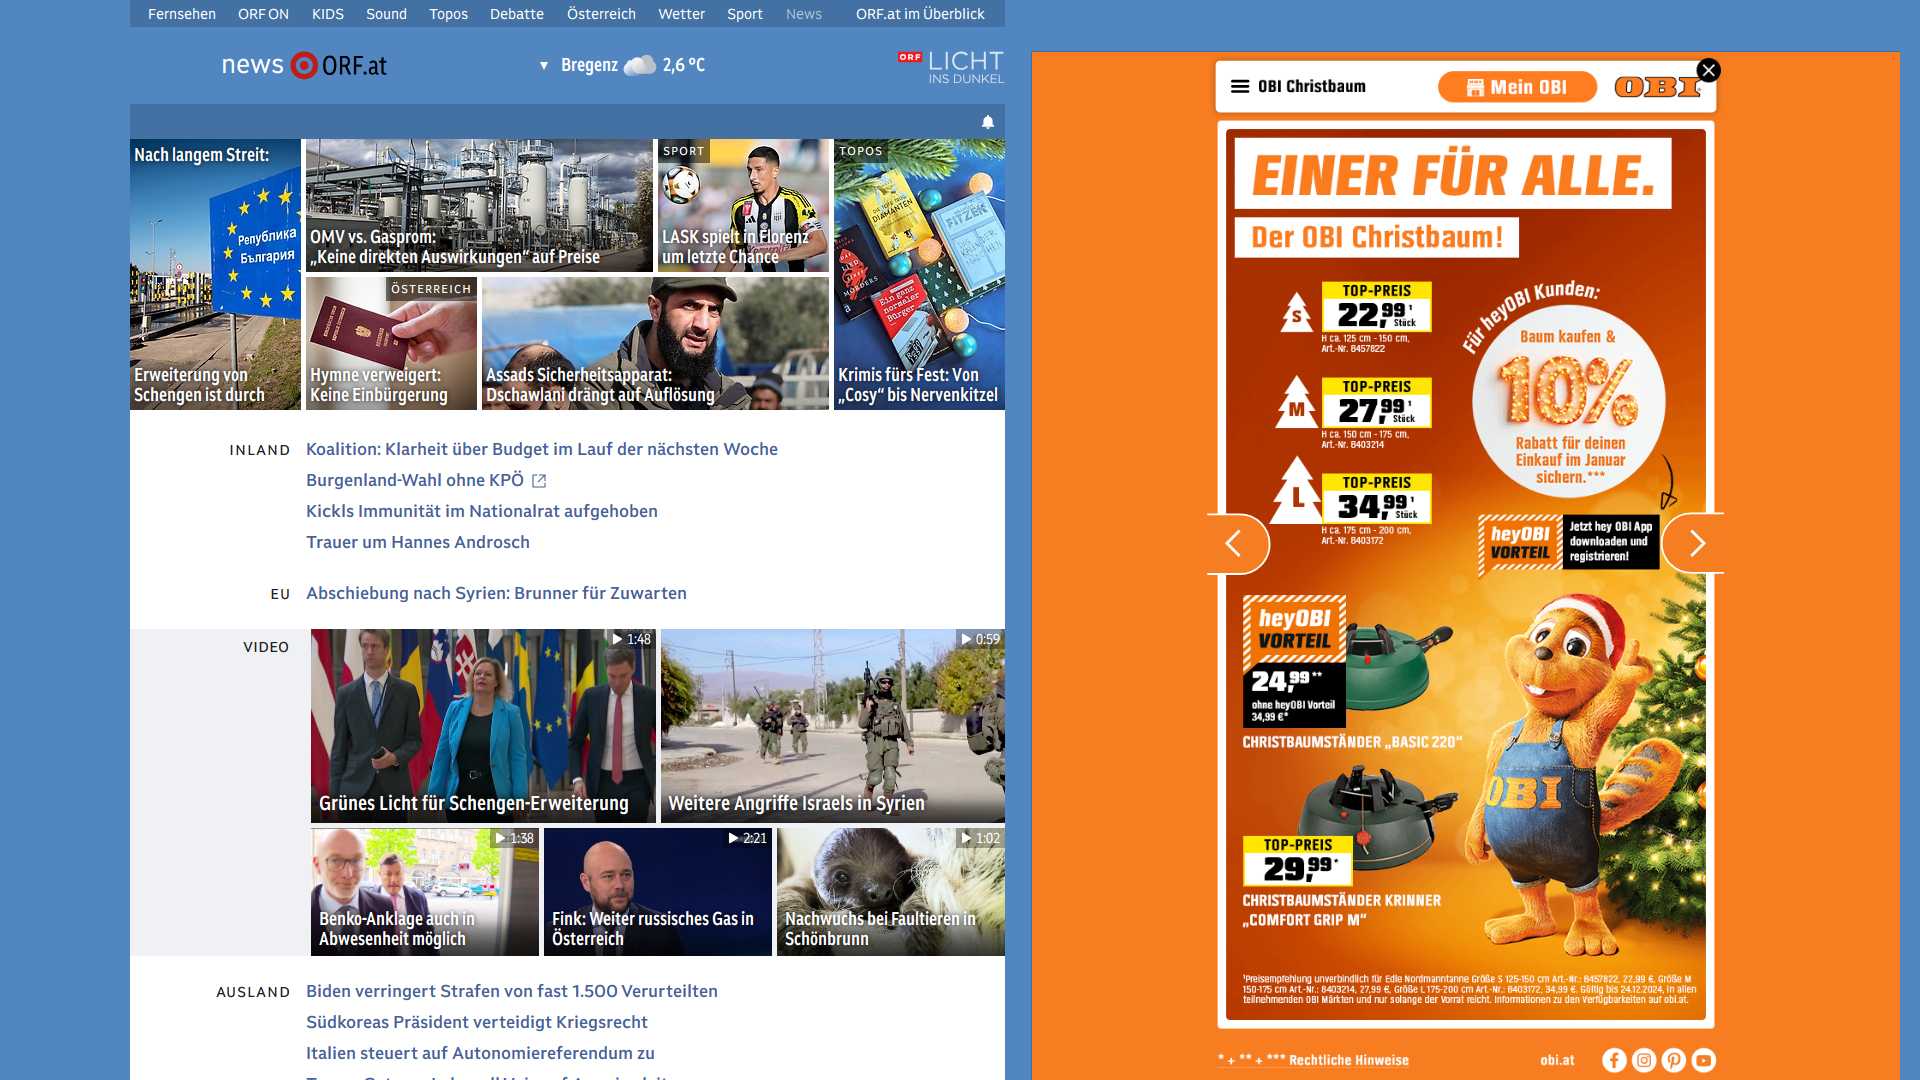 Fernsehen ORF ON KIDS Sound Topos Debatte Österreich Wetter Sport News ORF.at im Überblick
news ORF.at
Bregenz 2,6 °C
ORF LICHT
INS DUNKEL
Nach langem Streit:
Република
България
Erweiterung von
Schengen ist durch
OMV vs. Gasprom:
„Keine direkten Auswirkungen“ auf Preise
SPORT
LASK spielt in Florenz
um letzte Chance
TOPOS
DIAMANTEN
FITZEK
Ein ganz
normaler
Bürger
Krimis fürs Fest: Von
„Cosy“ bis Nervenkitzel
ÖSTERREICH
Hymne verweigert:
Keine Einbürgerung
Assads Sicherheitsapparat:
Dschawlani drängt auf Auflösung
INLAND
Koalition: Klarheit über Budget im Lauf der nächsten Woche
Burgenland-Wahl ohne KPÖ
Kickls Immunität im Nationalrat aufgehoben
Trauer um Hannes Androsch
EU
Abschiebung nach Syrien: Brunner für Zuwarten
VIDEO
1:48
Grünes Licht für Schengen-Erweiterung
0:59
Weitere Angriffe Israels in Syrien
1:38
Benko-Anklage auch in
Abwesenheit möglich
2:21
Fink: Weiter russisches Gas in
Österreich
1:02
Nachwuchs bei Faultieren in
Schönbrunn
AUSLAND
Biden verringert Strafen von fast 1.500 Verurteilten
Südkoreas Präsident verteidigt Kriegsrecht
Italien steuert auf Autonomiereferendum zu
OBI Christbaum
Mein OBI
OBI
EINER FÜR ALLE.
Der OBI Christbaum!
S
TOP-PREIS
22,99¹
Stück
H ca. 125 cm - 150 cm,
Art.-Nr. 8457822
M
TOP-PREIS
27,99¹
Stück
H ca. 150 cm - 175 cm,
Art.-Nr. 8403214
L
TOP-PREIS
34,99¹
Stück
H ca. 175 cm - 200 cm,
Art.-Nr. 8403172
Für heyOBI Kunden:
Baum kaufen &
10%
Rabatt für deinen
Einkauf im Januar
sichern.***
heyOBI
VORTEIL
Jetzt hey OBI App
downloaden und
registrieren!
heyOBI
VORTEIL
24,99**
ohne heyOBI Vorteil
34,99 €*
CHRISTBAUMSTÄNDER „BASIC 220“
OBI
TOP-PREIS
29,99*
CHRISTBAUMSTÄNDER KRINNER
„COMFORT GRIP M“
¹Preisempfehlung unverbindlich für Edle Nordmanntanne Größe S 125-150 cm Art.-Nr.: 8457822, 22,99 €, Größe M
150-175 cm Art.-Nr.: 8403214, 27,99 €, Größe L 175-200 cm Art.-Nr.: 8403172, 34,99 €. Gültig bis 24.12.2024, in allen
teilnehmenden OBI Märkten und nur solange der Vorrat reicht. Informationen zu den Verfügbarkeiten auf obi.at.
* + ** + *** Rechtliche Hinweise
obi.at